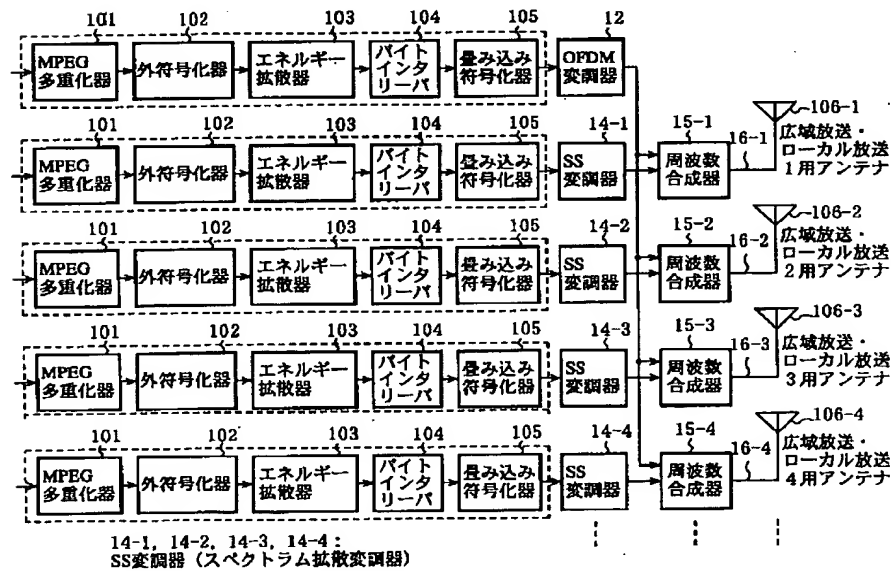 101 102 103 104 105 12
MPEG
多重化器
外符号化器
エネルギー
拡散器
バイト
インタ
リーバ
畳み込み
符号化器
OFDM
変調器
101 102 103 104 105 14-1 15-1 16-1 106-1
MPEG
多重化器
外符号化器
エネルギー
拡散器
バイト
インタ
リーバ
畳み込み
符号化器
SS
変調器
周波数
合成器
広域放送・
ローカル放送
1用アンテナ
101 102 103 104 105 14-2 15-2 16-2 106-2
MPEG
多重化器
外符号化器
エネルギー
拡散器
バイト
インタ
リーバ
畳み込み
符号化器
SS
変調器
周波数
合成器
広域放送・
ローカル放送
2用アンテナ
101 102 103 104 105 14-3 15-3 16-3 106-3
MPEG
多重化器
外符号化器
エネルギー
拡散器
バイト
インタ
リーバ
畳み込み
符号化器
SS
変調器
周波数
合成器
広域放送・
ローカル放送
3用アンテナ
101 102 103 104 105 14-4 15-4 16-4 106-4
MPEG
多重化器
外符号化器
エネルギー
拡散器
バイト
インタ
リーバ
畳み込み
符号化器
SS
変調器
周波数
合成器
広域放送・
ローカル放送
4用アンテナ
14-1, 14-2, 14-3, 14-4：
SS変調器（スペクトラム拡散変調器）